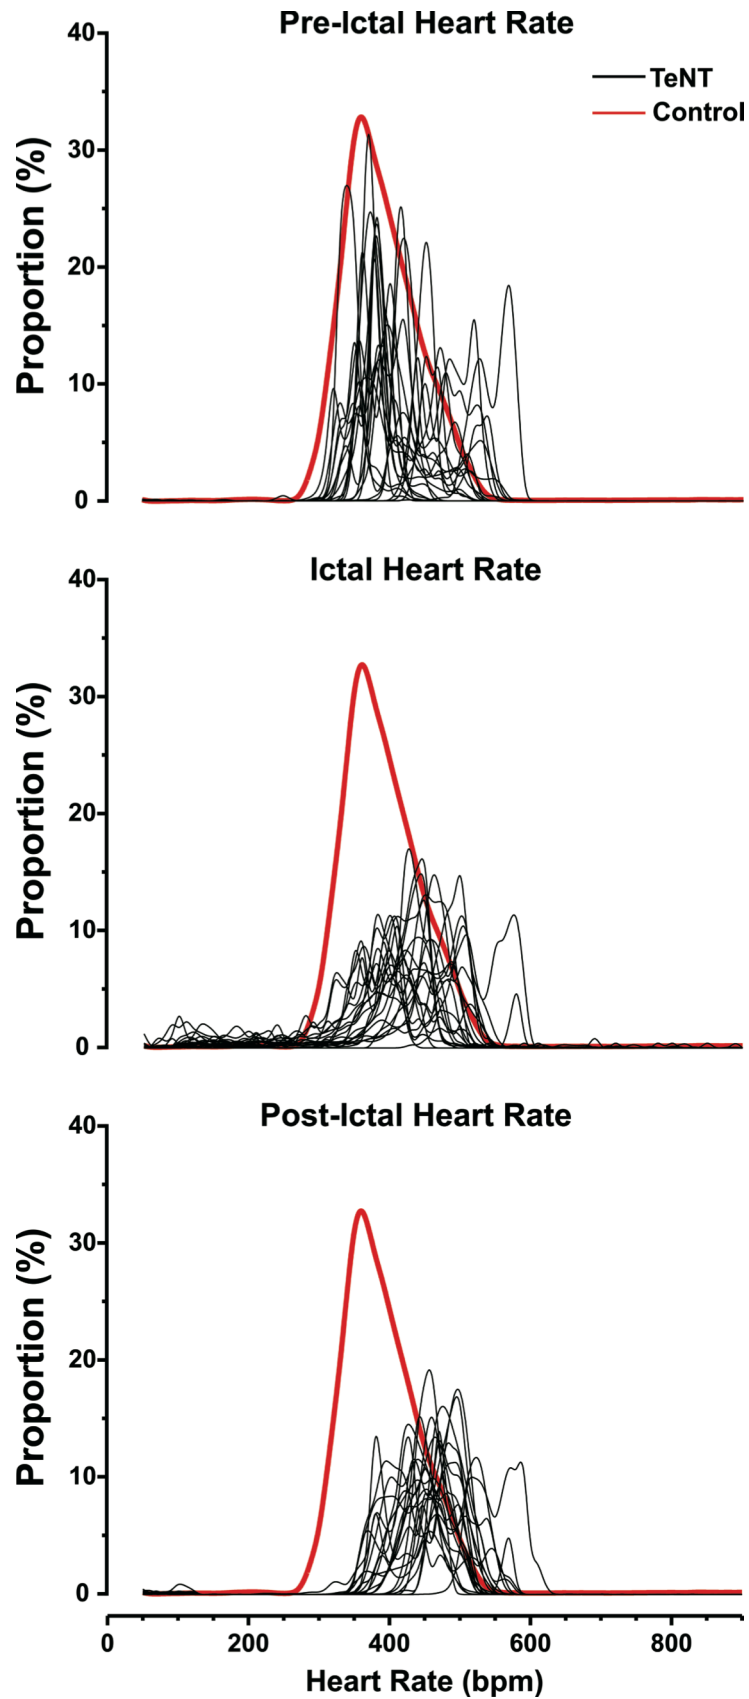 Pre-Ictal Heart Rate
40
30
20
10
0
Proportion (%)
TeNT
Control
Ictal Heart Rate
40
30
20
10
0
Proportion (%)
Post-Ictal Heart Rate
40
30
20
10
0
Proportion (%)
0 200 400 600 800
Heart Rate (bpm)